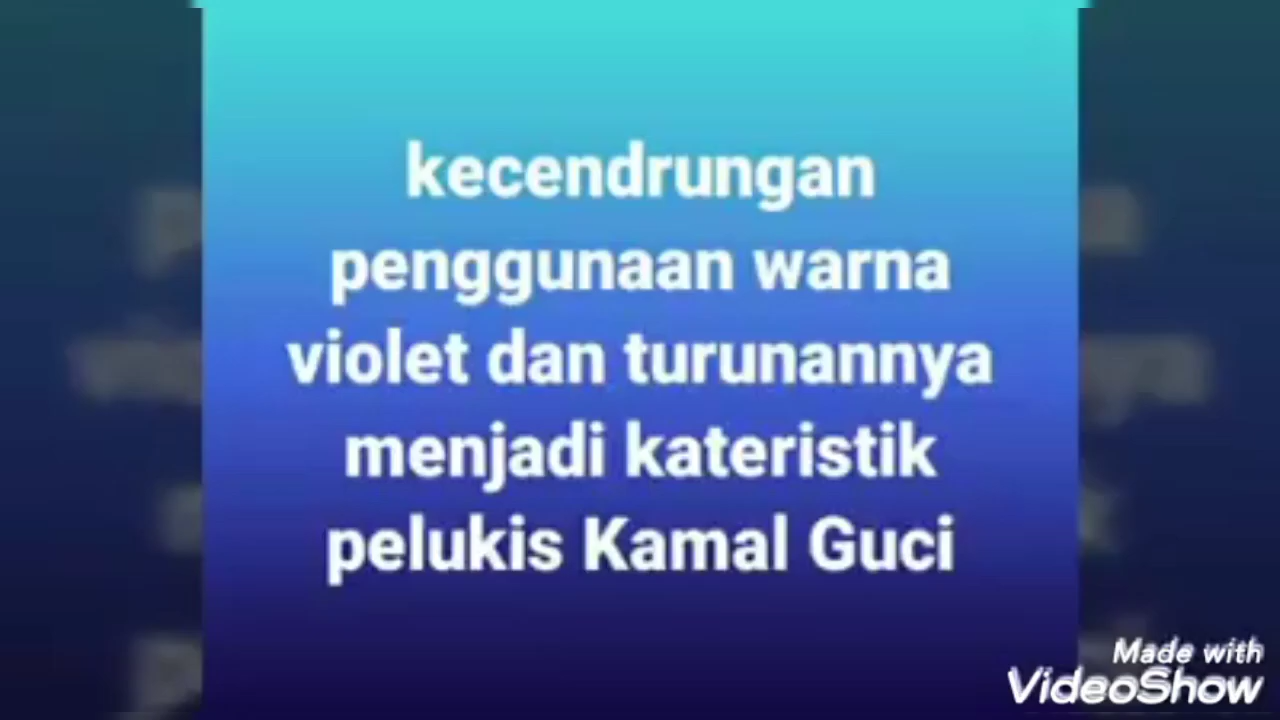 kecendrungan
penggunaan warna
violet dan turunannya
menjadi kateristik
pelukis Kamal Guci
Made with
VideoShow